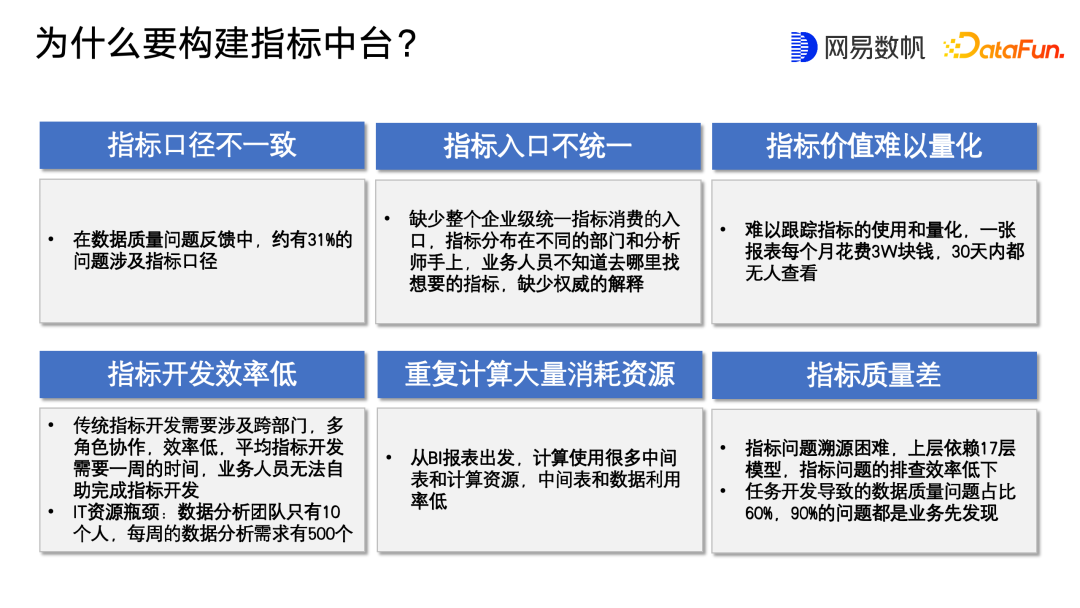 为什么要构建指标中台?
网易数帆
DataFun.
指标口径不一致
• 在数据质量问题反馈中，约有31%的
问题涉及指标口径
指标入口不统一
• 缺少整个企业级统一指标消费的入
口，指标分布在不同的部门和分析
师手上，业务人员不知道去哪里找
想要的指标，缺少权威的解释
指标价值难以量化
• 难以跟踪指标的使用和量化，一张
报表每个月花费3W块钱，30天内都
无人查看
指标开发效率低
• 传统指标开发需要涉及跨部门，多
角色协作，效率低，平均指标开发
需要一周的时间，业务人员无法自
助完成指标开发
• IT资源瓶颈：数据分析团队只有10
个人，每周的数据分析需求有500个
重复计算大量消耗资源
• 从BI报表出发，计算使用很多中间
表和计算资源，中间表和数据利用
率低
指标质量差
• 指标问题溯源困难，上层依赖17层
模型，指标问题的排查效率低下
• 任务开发导致的数据质量问题占比
60%，90%的问题都是业务先发现